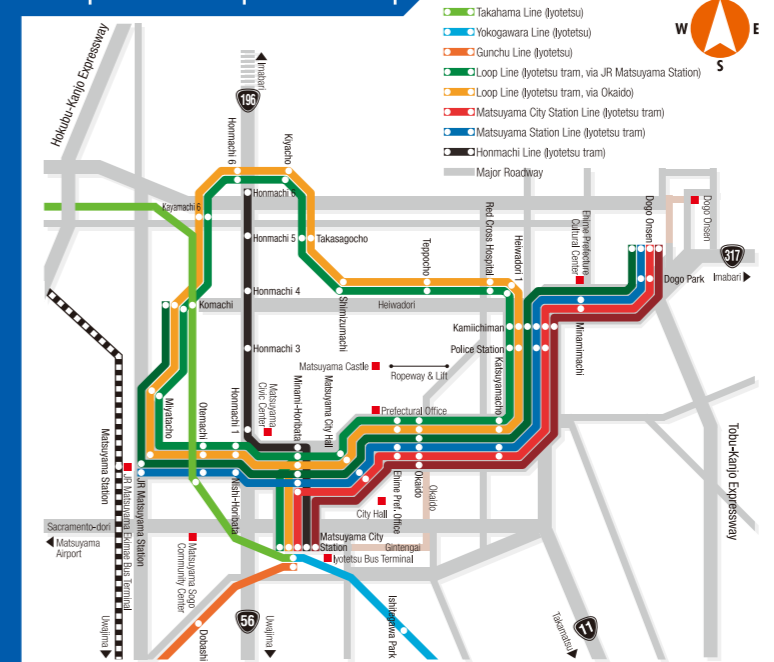 Takahama Line (Iyotetsu)
Yokogawara Line (Iyotetsu)
Gunchu Line (Iyotetsu)
Loop Line (Iyotetsu tram, via JR Matsuyama Station)
Loop Line (Iyotetsu tram, via Okaido)
Matsuyama City Station Line (Iyotetsu tram)
Matsuyama Station Line (Iyotetsu tram)
Honmachi Line (Iyotetsu tram)
Major Roadway
W
E
S
Hokubu-Kanjo Expressway
Imabari
196
Honmachi 6
Kiyacho
Kayamachi 6
Honmachi 6
Honmachi 5
Takasagocho
Honmachi 4
Komachi
Shimizumachi
Heiwadori
Teppocho
Red Cross Hospital
Heiwadori 1
Ehime Prefecture
Cultural Center
Dogo Onsen
Dogo Onsen
317
Imabari
Dogo Park
Minamimachi
Kamiichiman
Police Station
Katsuyamacho
Honmachi 3
Matsuyama Castle
Ropeway & Lift
Miyatacho
Otemachi
Honmachi 1
Matsuyama
Civic Center
Minami-Horibata
Matsuyama City Hall
Prefectural Office
Matsuyama Station
JR Matsuyama Ekimae Bus Terminal
JR Matsuyama Station
Nishi-Horibata
Ehime Pref. Office
Okaido
Okaido
City Hall
Tobu-Kanjo Expressway
Sacramento-dori
Matsuyama
Airport
Matsuyama Sogo
Community Center
Matsuyama City
Station
Gintengai
Iyotetsu Bus Terminal
Uwajima
Dobashi
56
Uwajima
Ishitegawa Park
Takamatsu
11